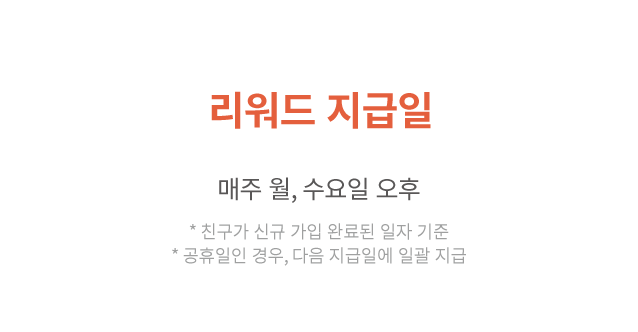 리워드 지급일
매주 월, 수요일 오후
* 친구가 신규 가입 완료된 일자 기준
* 공휴일인 경우, 다음 지급일에 일괄 지급